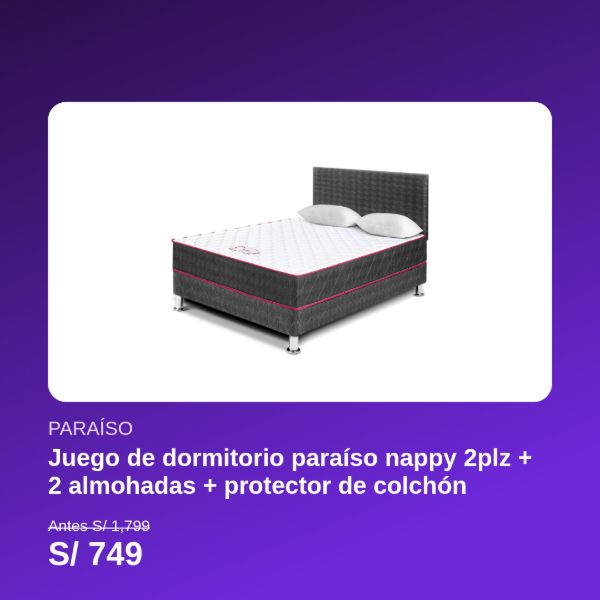 PARAÍSO
Juego de dormitorio paraíso nappy 2plz +
2 almohadas + protector de colchón
Antes S/ 1,799
S/ 749